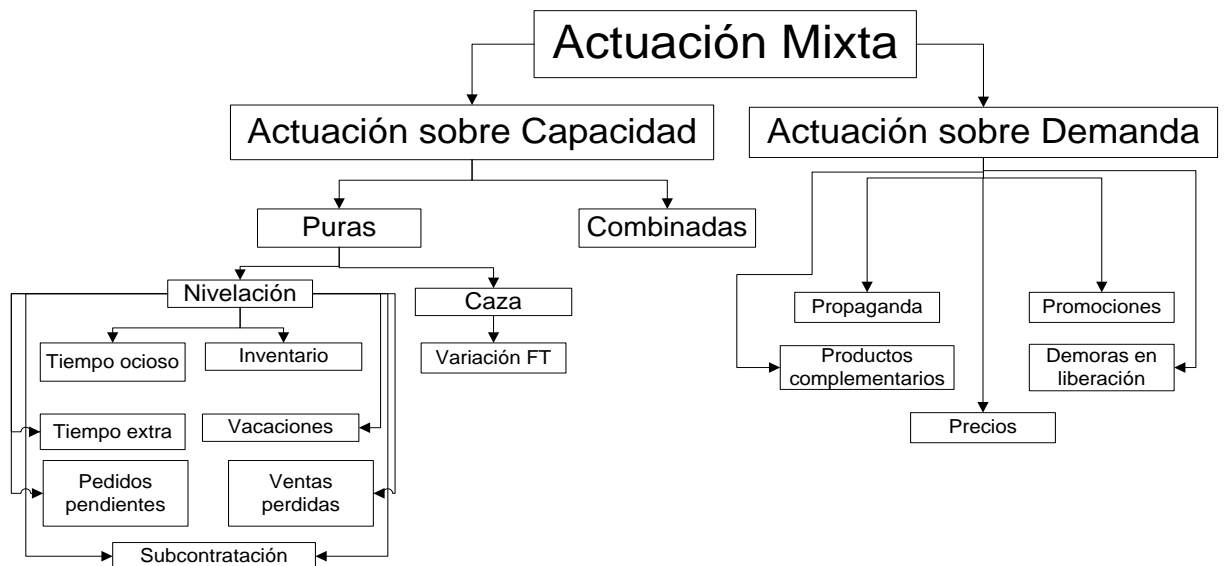 Actuación Mixta
Actuación sobre Capacidad
Actuación sobre Demanda
Puras
Combinadas
Nivelación
Caza
Propaganda
Promociones
Tiempo ocioso
Inventario
Variación FT
Productos
complementarios
Demoras en
liberación
Tiempo extra
Vacaciones
Precios
Pedidos
pendientes
Ventas
perdidas
Subcontratación